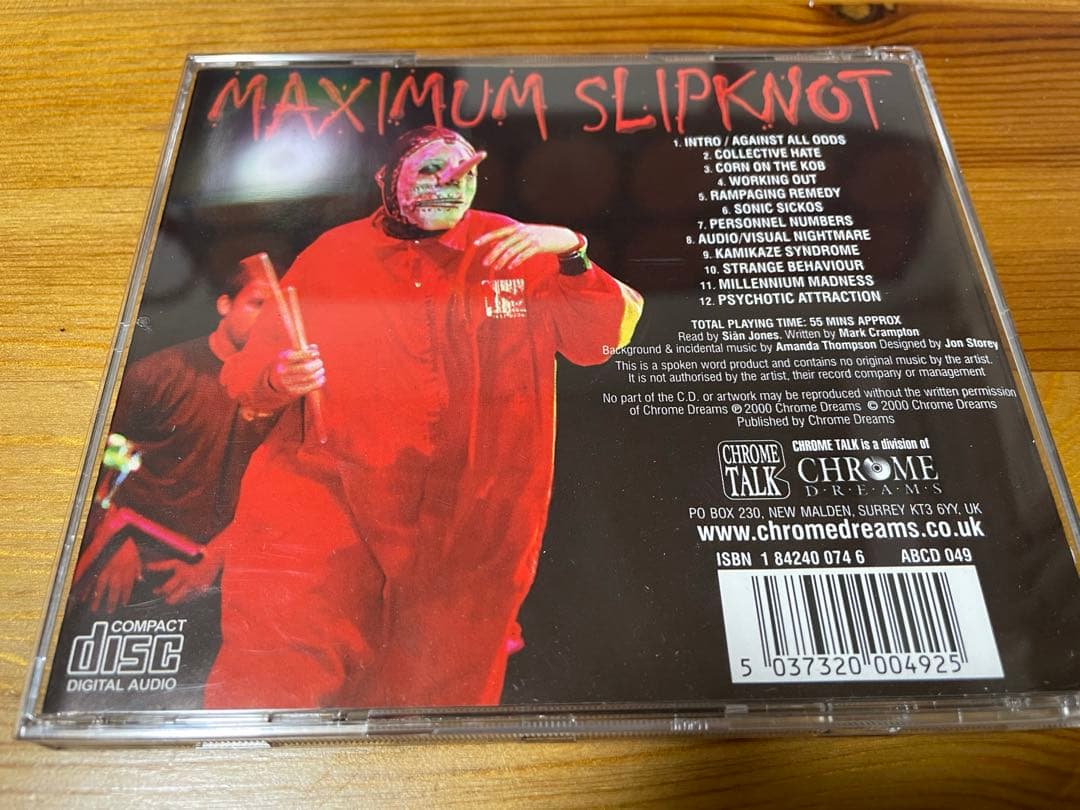 MAXIMUM SLIPKNOT
1. INTRO / AGAINST ALL ODDS
2. COLLECTIVE HATE
3. CORN ON THE KOB
4. WORKING OUT
5. RAMPAGING REMEDY
6. SONIC SICKOS
7. PERSONNEL NUMBERS
8. AUDIO/VISUAL NIGHTMARE
9. KAMIKAZE SYNDROME
10. STRANGE BEHAVIOUR
11. MILLENNIUM MADNESS
12. PSYCHOTIC ATTRACTION
TOTAL PLAYING TIME: 55 MINS APPROX
Read by Siân Jones. Written by Mark Crampton
Background & incidental music by Amanda Thompson Designed by Jon Storey
This is a spoken word product and contains no original music by the artist.
It is not authorised by the artist, their record company or management
No part of the C.D. or artwork may be reproduced without the written permission
of Chrome Dreams ℗ 2000 Chrome Dreams © 2000 Chrome Dreams
Published by Chrome Dreams
CHROME
TALK
CHROME TALK is a division of
CHROME
D·R·E·A·M·S
PO BOX 230, NEW MALDEN, SURREY KT3 6YY, UK
www.chromedreams.co.uk
ISBN 1 84240 074 6 ABCD 049
5 037320 004925
COMPACT
disc
DIGITAL AUDIO